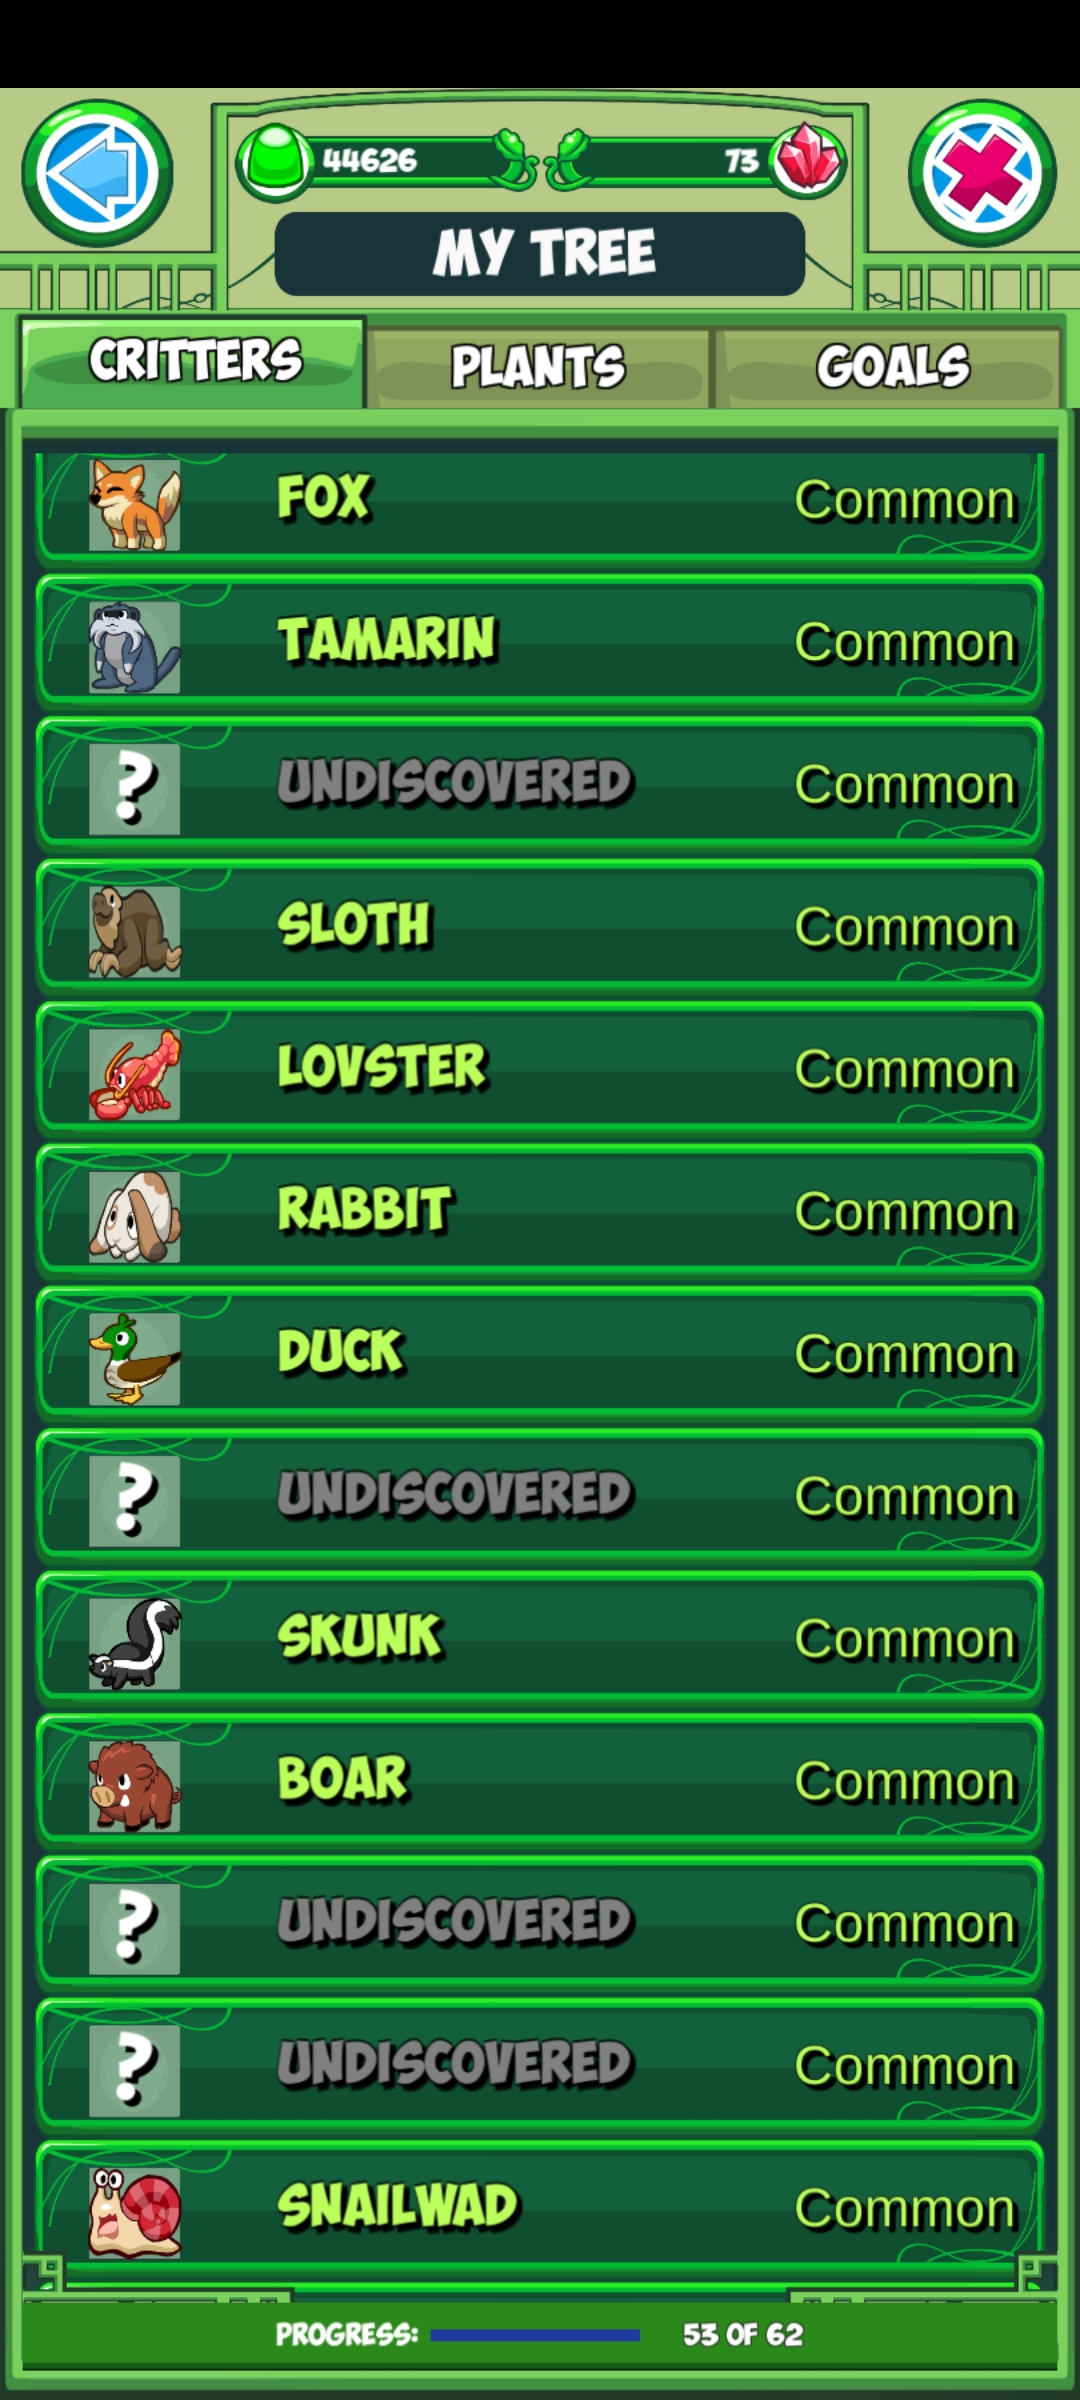 44626
73
MY TREE
CRITTERS
PLANTS
GOALS
FOX Common
TAMARIN Common
? UNDISCOVERED Common
SLOTH Common
LOVSTER Common
RABBIT Common
DUCK Common
? UNDISCOVERED Common
SKUNK Common
BOAR Common
? UNDISCOVERED Common
? UNDISCOVERED Common
SNAILWAD Common
PROGRESS: 53 OF 62